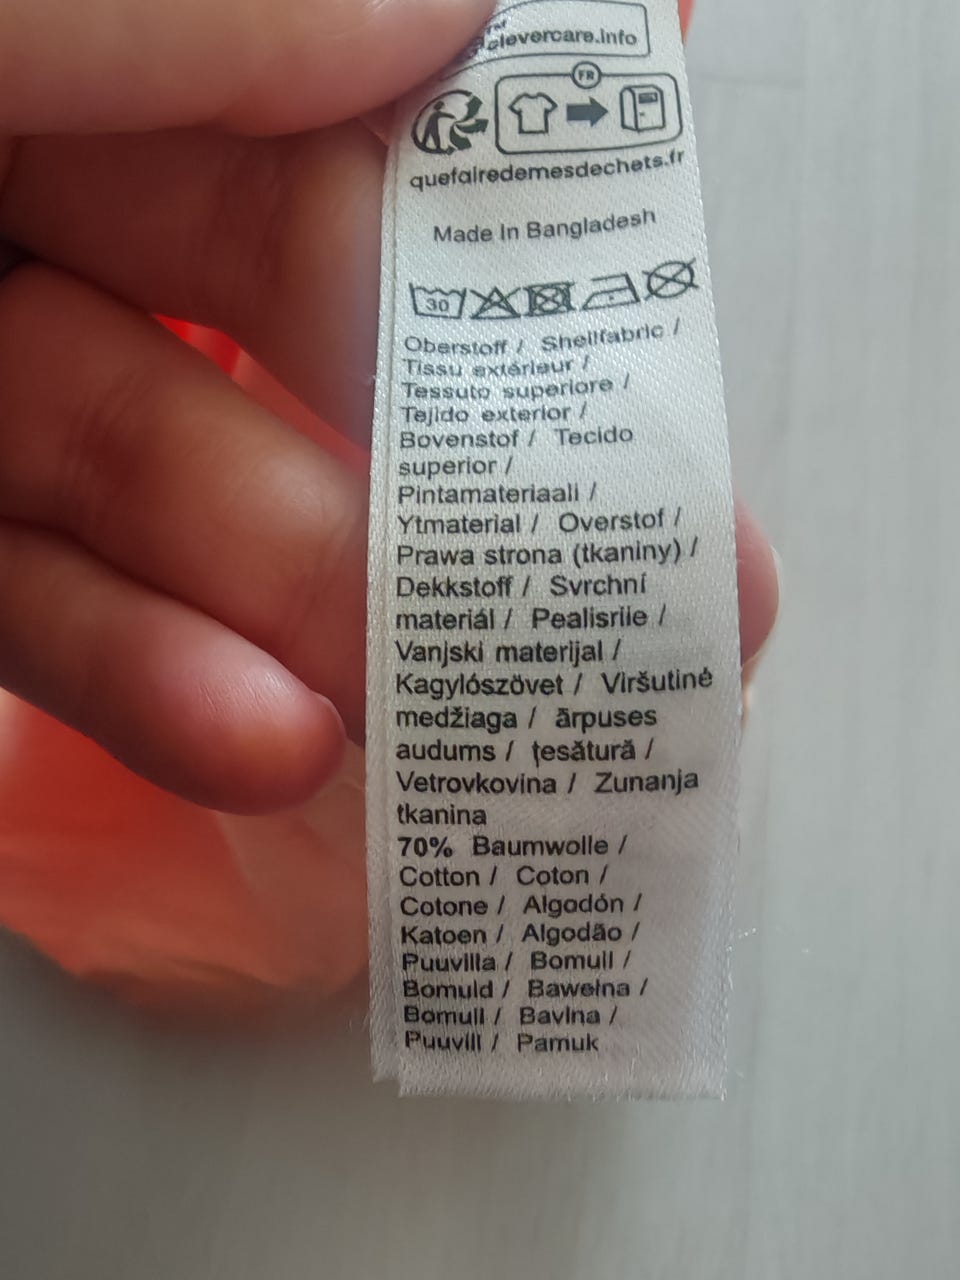 clevercare.info
FR
quefairedemesdechets.fr
Made in Bangladesh
30
Oberstoff / Shellfabric /
Tissu extérieur /
Tessuto superiore /
Tejido exterior /
Bovenstof / Tecido
superior /
Pintamateriaali /
Ytmaterial / Overstof /
Prawa strona (tkaniny) /
Dekkstoff / Svrchní
materiál / Pealisriie /
Vanjski materijal /
Kagylószövet / Viršutinė
medžiaga / ārpuses
audums / țesătură /
Vetrovkovina / Zunanja
tkanina
70% Baumwolle /
Cotton / Coton /
Cotone / Algodón /
Katoen / Algodão /
Puuvilla / Bomull /
Bomuld / Bawełna /
Bomull / Bavlna /
Puuvill / Pamuk